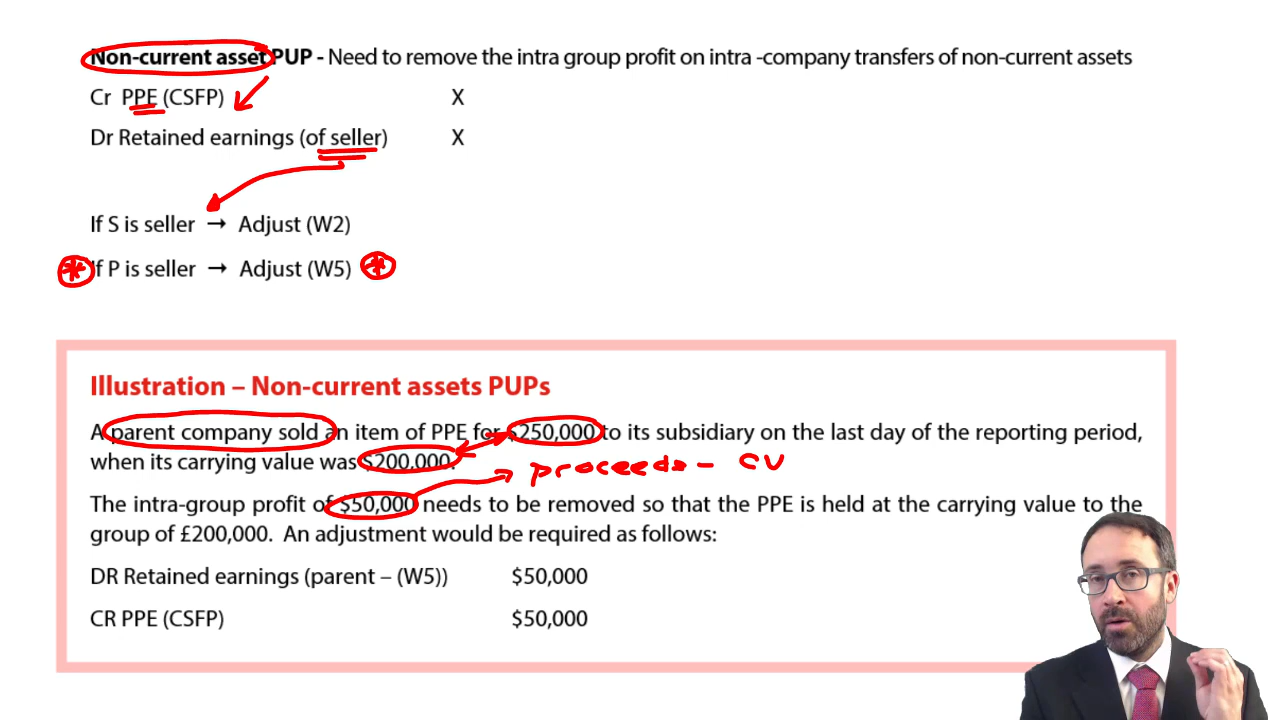 Non-current asset PUP - Need to remove the intra group profit on intra -company transfers of non-current assets
Cr PPE (CSFP) X
Dr Retained earnings (of seller) X
If S is seller → Adjust (W2)
* If P is seller → Adjust (W5) *
Illustration – Non-current assets PUPs
A parent company sold an item of PPE for $250,000 to its subsidiary on the last day of the reporting period,
when its carrying value was $200,000.
proceeds - CV
The intra-group profit of $50,000 needs to be removed so that the PPE is held at the carrying value to the
group of £200,000. An adjustment would be required as follows:
DR Retained earnings (parent – (W5)) $50,000
CR PPE (CSFP) $50,000